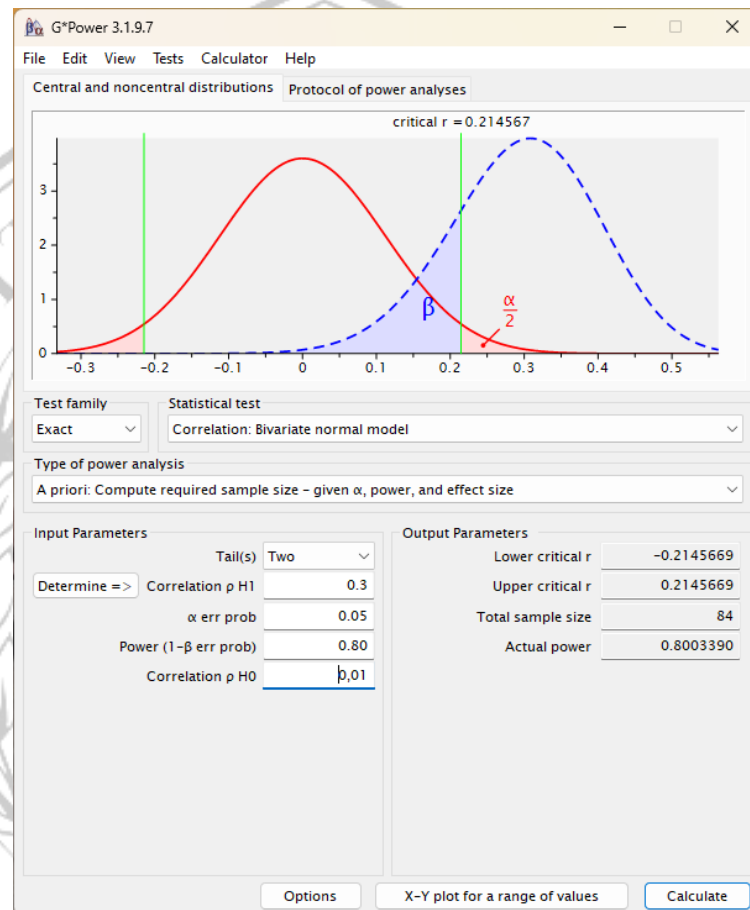 G*Power 3.1.9.7
File Edit View Tests Calculator Help
Central and noncentral distributions Protocol of power analyses
critical r = 0.214567
3
2
1
0
β
α
2
-0.3 -0.2 -0.1 0 0.1 0.2 0.3 0.4 0.5
Test family Statistical test
Exact Correlation: Bivariate normal model
Type of power analysis
A priori: Compute required sample size – given α, power, and effect size
Input Parameters Output Parameters
Tail(s) Two Lower critical r -0.2145669
Determine => Correlation ρ H1 0.3 Upper critical r 0.2145669
α err prob 0.05 Total sample size 84
Power (1-β err prob) 0.80 Actual power 0.8003390
Correlation ρ H0 0,01
Options X-Y plot for a range of values Calculate